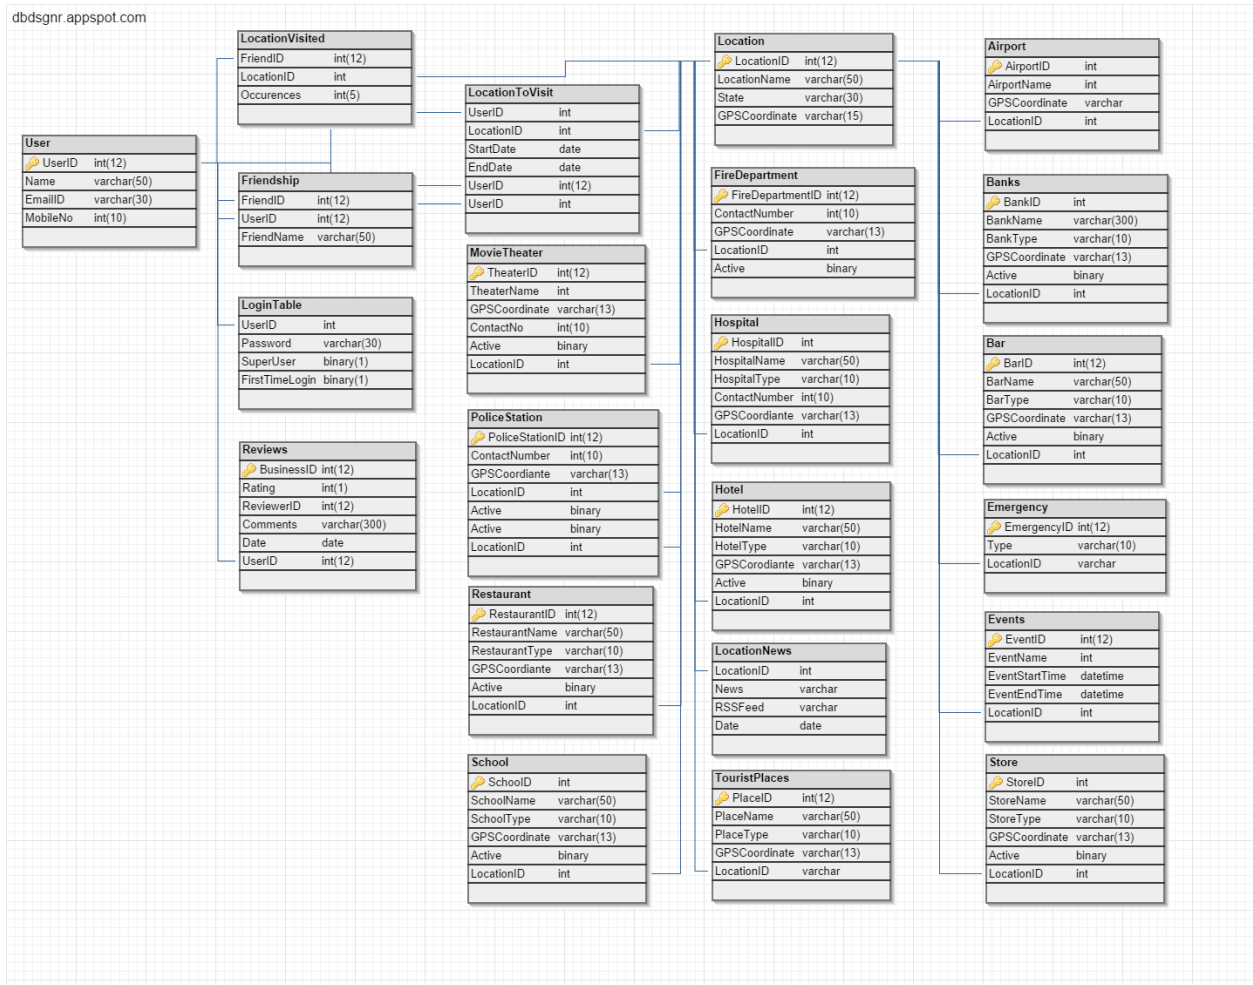 dbdsgnr.appspot.com
User
UserID int(12)
Name varchar(50)
EmailID varchar(30)
MobileNo int(10)
LocationVisited
FriendID int(12)
LocationID int
Occurences int(5)
Friendship
FriendID int(12)
UserID int(12)
FriendName varchar(50)
LoginTable
UserID int
Password varchar(30)
SuperUser binary(1)
FirstTimeLogin binary(1)
Reviews
BusinessID int(12)
Rating int(1)
ReviewerID int(12)
Comments varchar(300)
Date date
UserID int(12)
LocationToVisit
UserID int
LocationID int
StartDate date
EndDate date
UserID int(12)
UserID int
MovieTheater
TheaterID int(12)
TheaterName int
GPSCoordinate varchar(13)
ContactNo int(10)
Active binary
LocationID int
PoliceStation
PoliceStationID int(12)
ContactNumber int(10)
GPSCoordiante varchar(13)
LocationID int
Active binary
Active binary
LocationID int
Restaurant
RestaurantID int(12)
RestaurantName varchar(50)
RestaurantType varchar(10)
GPSCoordiante varchar(13)
Active binary
LocationID int
School
SchoolD int
SchoolName varchar(50)
SchoolType varchar(10)
GPSCoordinate varchar(13)
Active binary
LocationID int
Location
LocationID int(12)
LocationName varchar(50)
State varchar(30)
GPSCoordinate varchar(15)
FireDepartment
FireDepartmentID int(12)
ContactNumber int(10)
GPSCoordinate varchar(13)
LocationID int
Active binary
Hospital
HospitalID int
HospitalName varchar(50)
HospitalType varchar(10)
ContactNumber int(10)
GPSCoordiante varchar(13)
LocationID int
Hotel
HotelID int(12)
HotelName varchar(50)
HotelType varchar(10)
GPSCorodiante varchar(13)
Active binary
LocationID int
LocationNews
LocationID int
News varchar
RSSFeed varchar
Date date
TouristPlaces
PlaceID int(12)
PlaceName varchar(50)
PlaceType varchar(10)
GPSCoordinate varchar(13)
LocationID varchar
Airport
AirportID int
AirportName int
GPSCoordinate varchar
LocationID int
Banks
BankID int
BankName varchar(300)
BankType varchar(10)
GPSCoordinate varchar(13)
Active binary
LocationID int
Bar
BarID int(12)
BarName varchar(50)
BarType varchar(10)
GPSCoordinate varchar(13)
Active binary
LocationID int
Emergency
EmergencyID int(12)
Type varchar(10)
LocationID varchar
Events
EventID int(12)
EventName int
EventStartTime datetime
EventEndTime datetime
LocationID int
Store
StoreID int
StoreName varchar(50)
StoreType varchar(10)
GPSCoordinate varchar(13)
Active binary
LocationID int